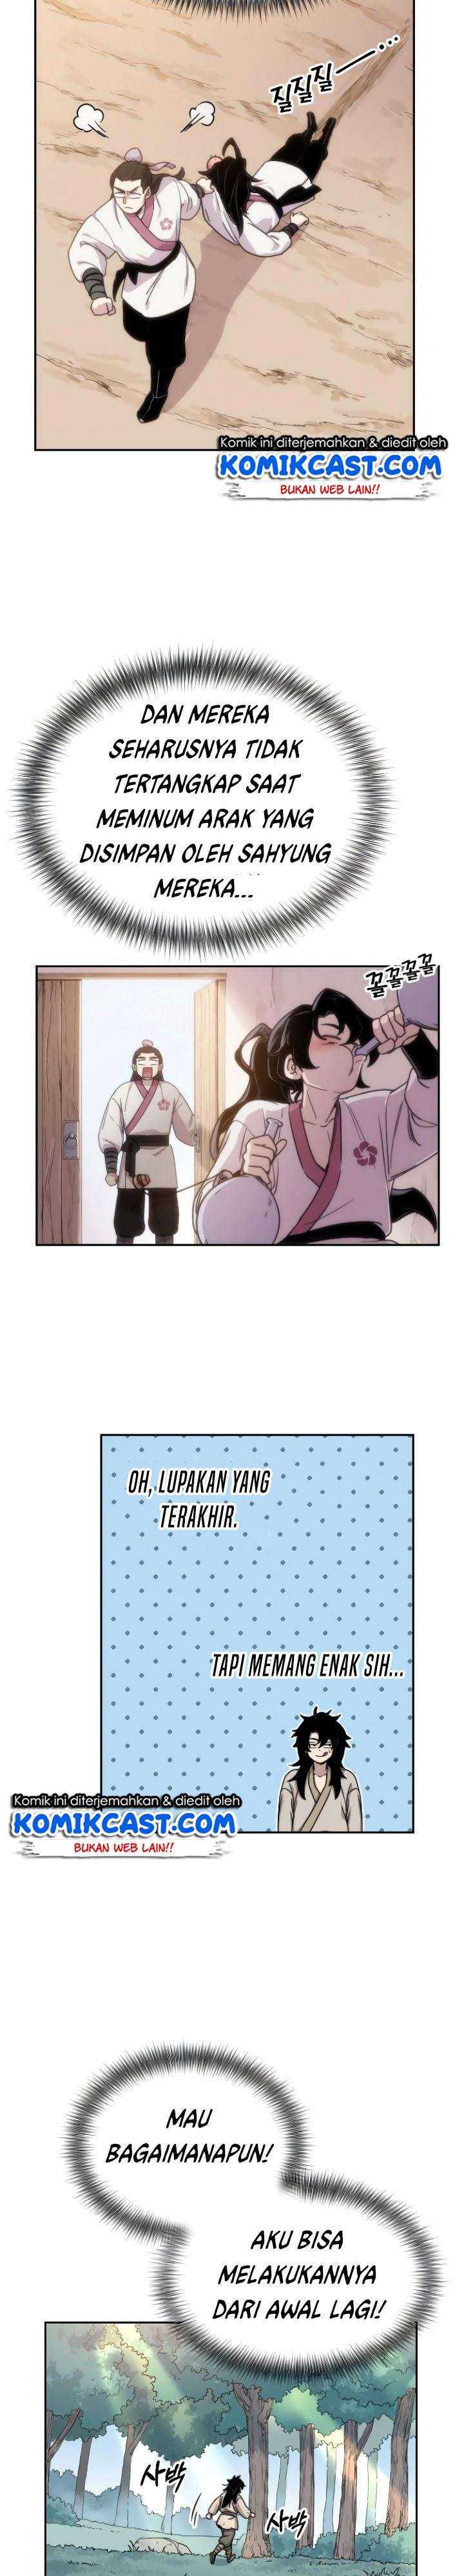 질질질
Komik ini diterjemahkan & diedit oleh
KOMIKCAST.COM
BUKAN WEB LAIN!!
DAN MEREKA
SEHARUSNYA TIDAK
TERTANGKAP SAAT
MEMINUM ARAK YANG
DISIMPAN OLEH SAHYUNG
MEREKA...
꼴꼴꼴꼴
OH, LUPAKAN YANG
TERAKHIR.
TAPI MEMANG ENAK SIH...
Komik ini diterjemahkan & diedit oleh
KOMIKCAST.COM
BUKAN WEB LAIN!!
MAU
BAGAIMANAPUN!
AKU BISA
MELAKUKANNYA
DARI AWAL LAGI!
사박
사박